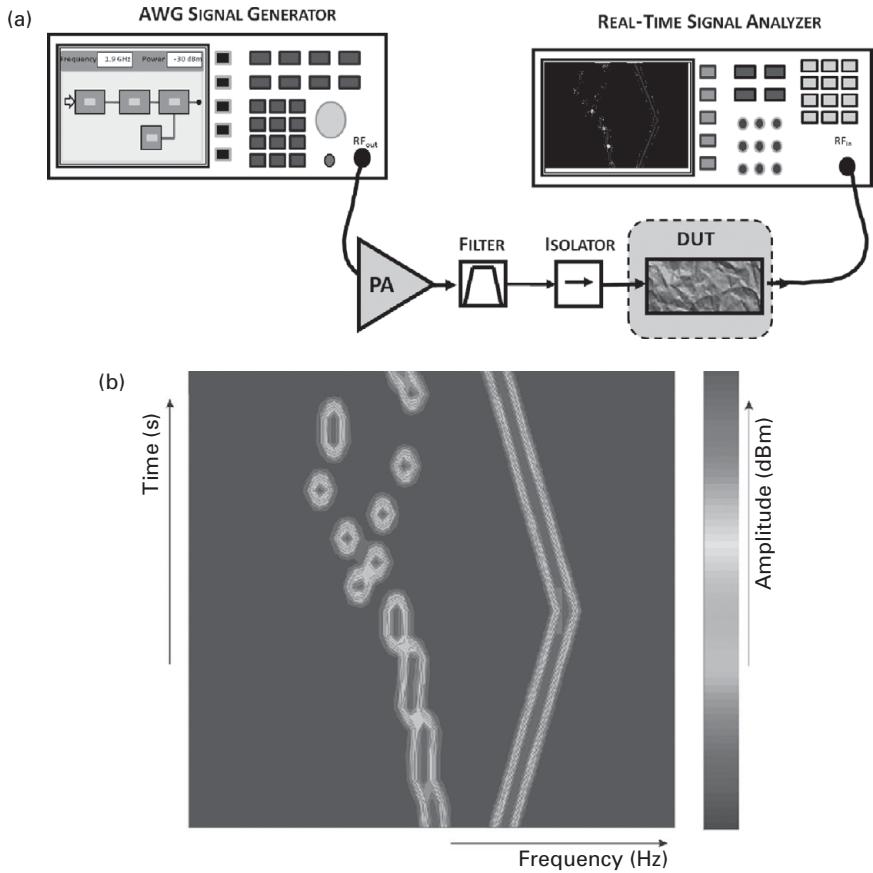 (a)
AWG SIGNAL GENERATOR
REAL-TIME SIGNAL ANALYZER
Frequency 1.9 GHz Power -30 dBm
RFout
RFin
PA
FILTER
ISOLATOR
DUT
(b)
Time (s)
Amplitude (dBm)
Frequency (Hz)